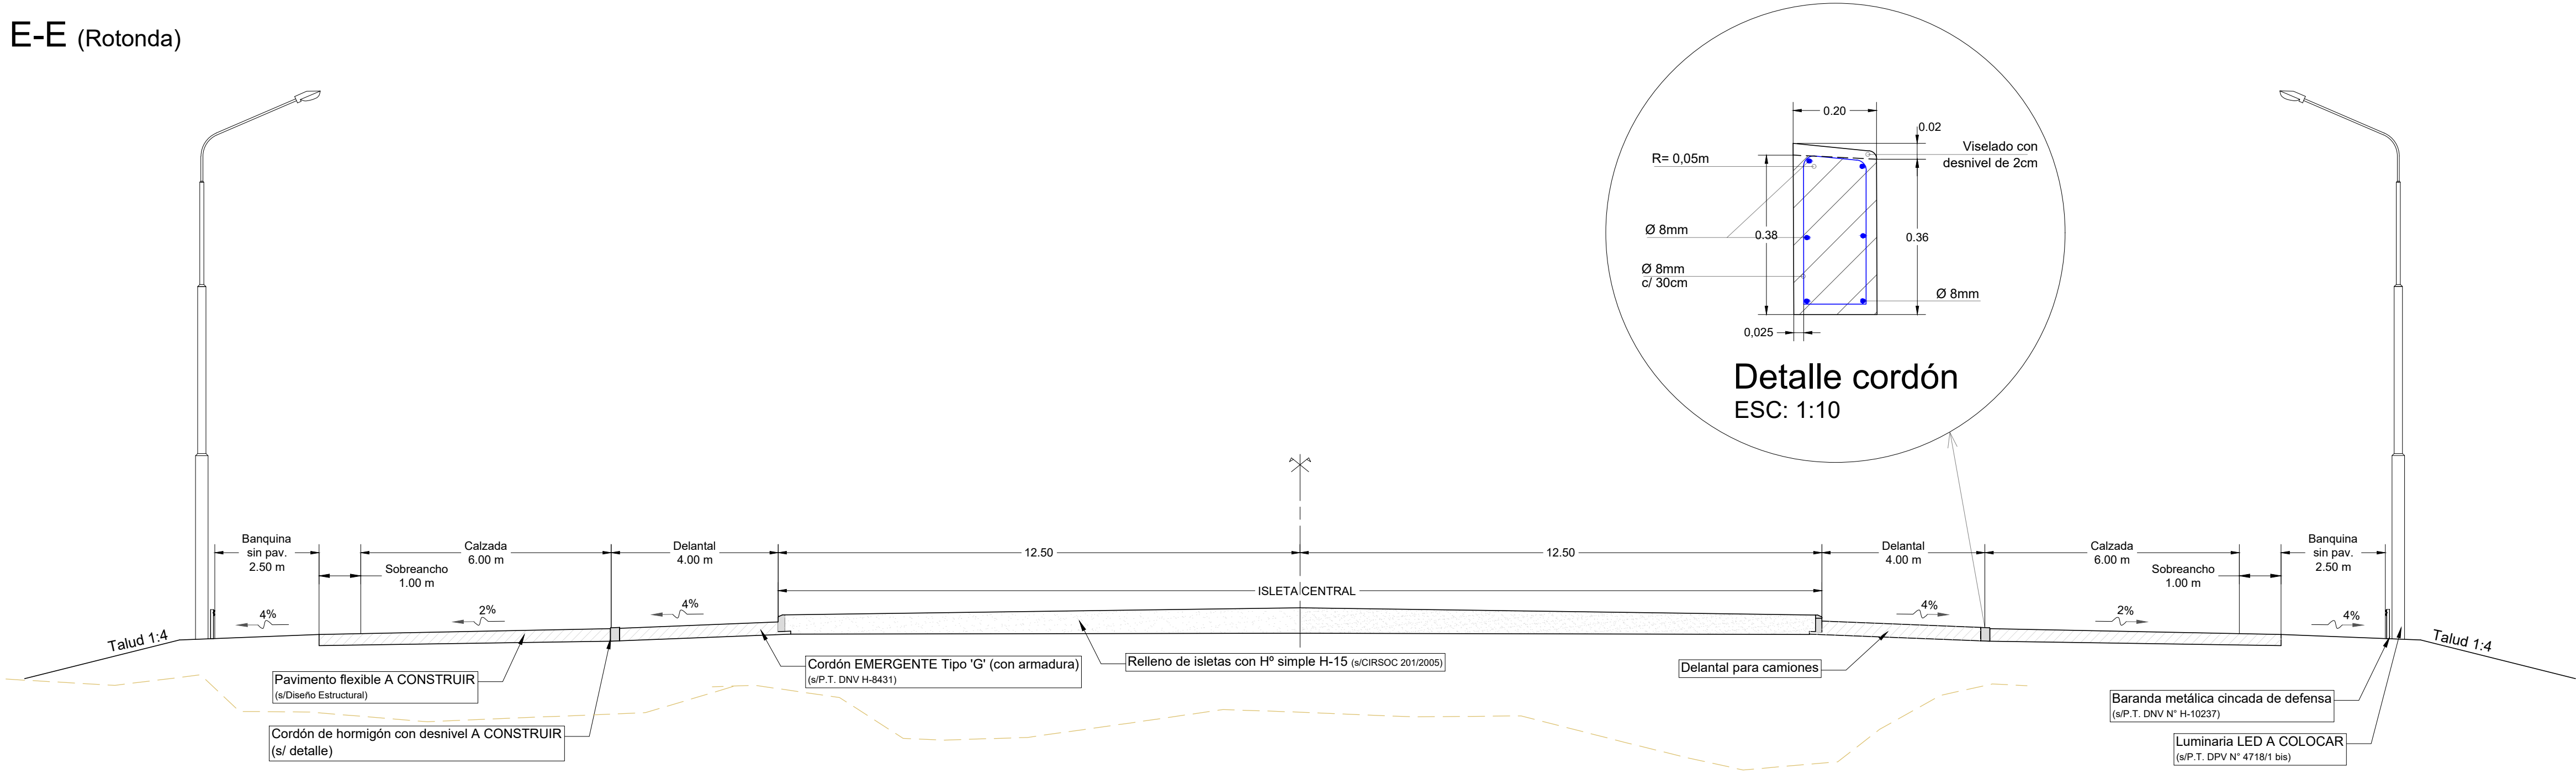 E-E (Rotonda)
0.20
0.02
Viselado con
desnivel de 2cm
R= 0,05m
Ø 8mm
0.38
0.36
Ø 8mm
c/ 30cm
Ø 8mm
0,025
Detalle cordón
ESC: 1:10
Banquina
sin pav.
2.50 m
Sobreancho
1.00 m
Calzada
6.00 m
Delantal
4.00 m
12.50
12.50
Delantal
4.00 m
Calzada
6.00 m
Sobreancho
1.00 m
Banquina
sin pav.
2.50 m
ISLETA CENTRAL
Talud 1:4
4%
2%
4%
4%
2%
4%
Talud 1:4
Pavimento flexible A CONSTRUIR
(s/Diseño Estructural)
Cordón de hormigón con desnivel A CONSTRUIR
(s/ detalle)
Cordón EMERGENTE Tipo 'G' (con armadura)
(s/P.T. DNV H-8431)
Relleno de isletas con Hº simple H-15 (s/CIRSOC 201/2005)
Delantal para camiones
Baranda metálica cincada de defensa
(s/P.T. DNV N° H-10237)
Luminaria LED A COLOCAR
(s/P.T. DPV N° 4718/1 bis)